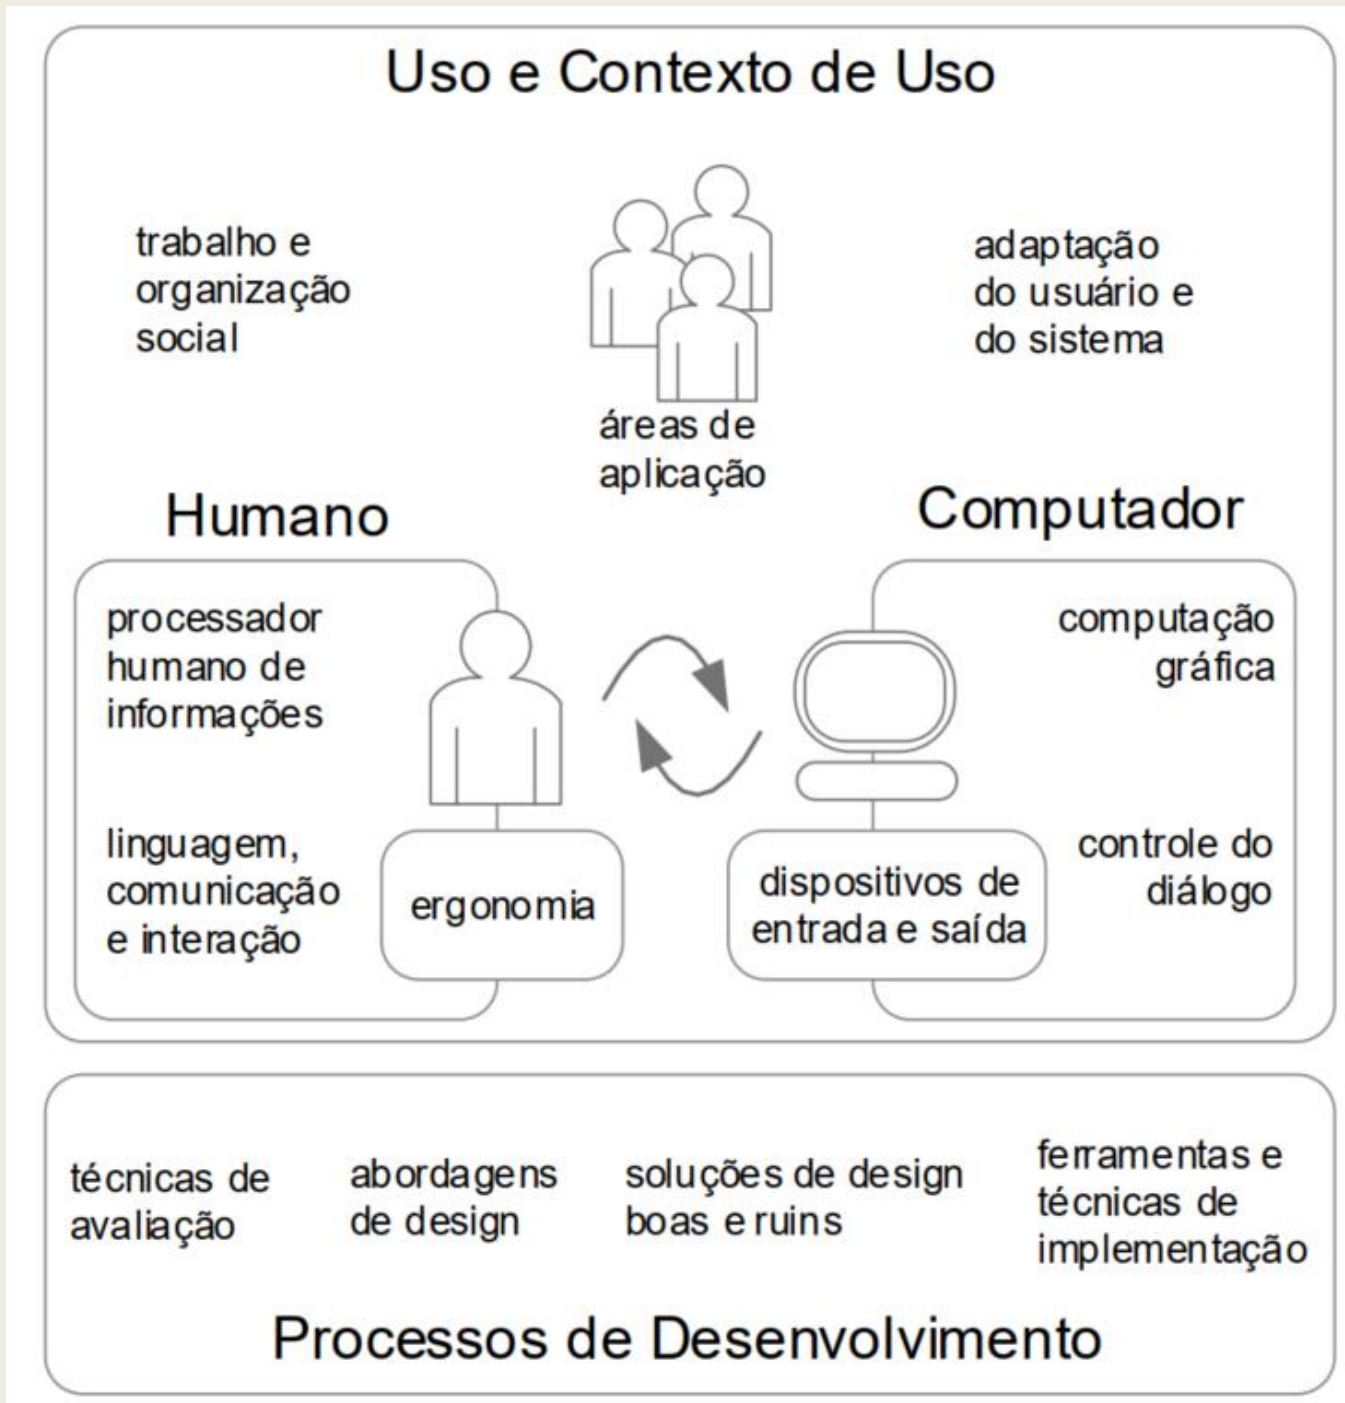 Uso e Contexto de Uso
trabalho e
organização
social
adaptação
do usuário e
do sistema
áreas de
aplicação
Humano
Computador
processador
humano de
informações
linguagem,
comunicação
e interação
ergonomia
dispositivos de
entrada e saída
computação
gráfica
controle do
diálogo
técnicas de
avaliação
abordagens
de design
soluções de design
boas e ruins
ferramentas e
técnicas de
implementação
Processos de Desenvolvimento